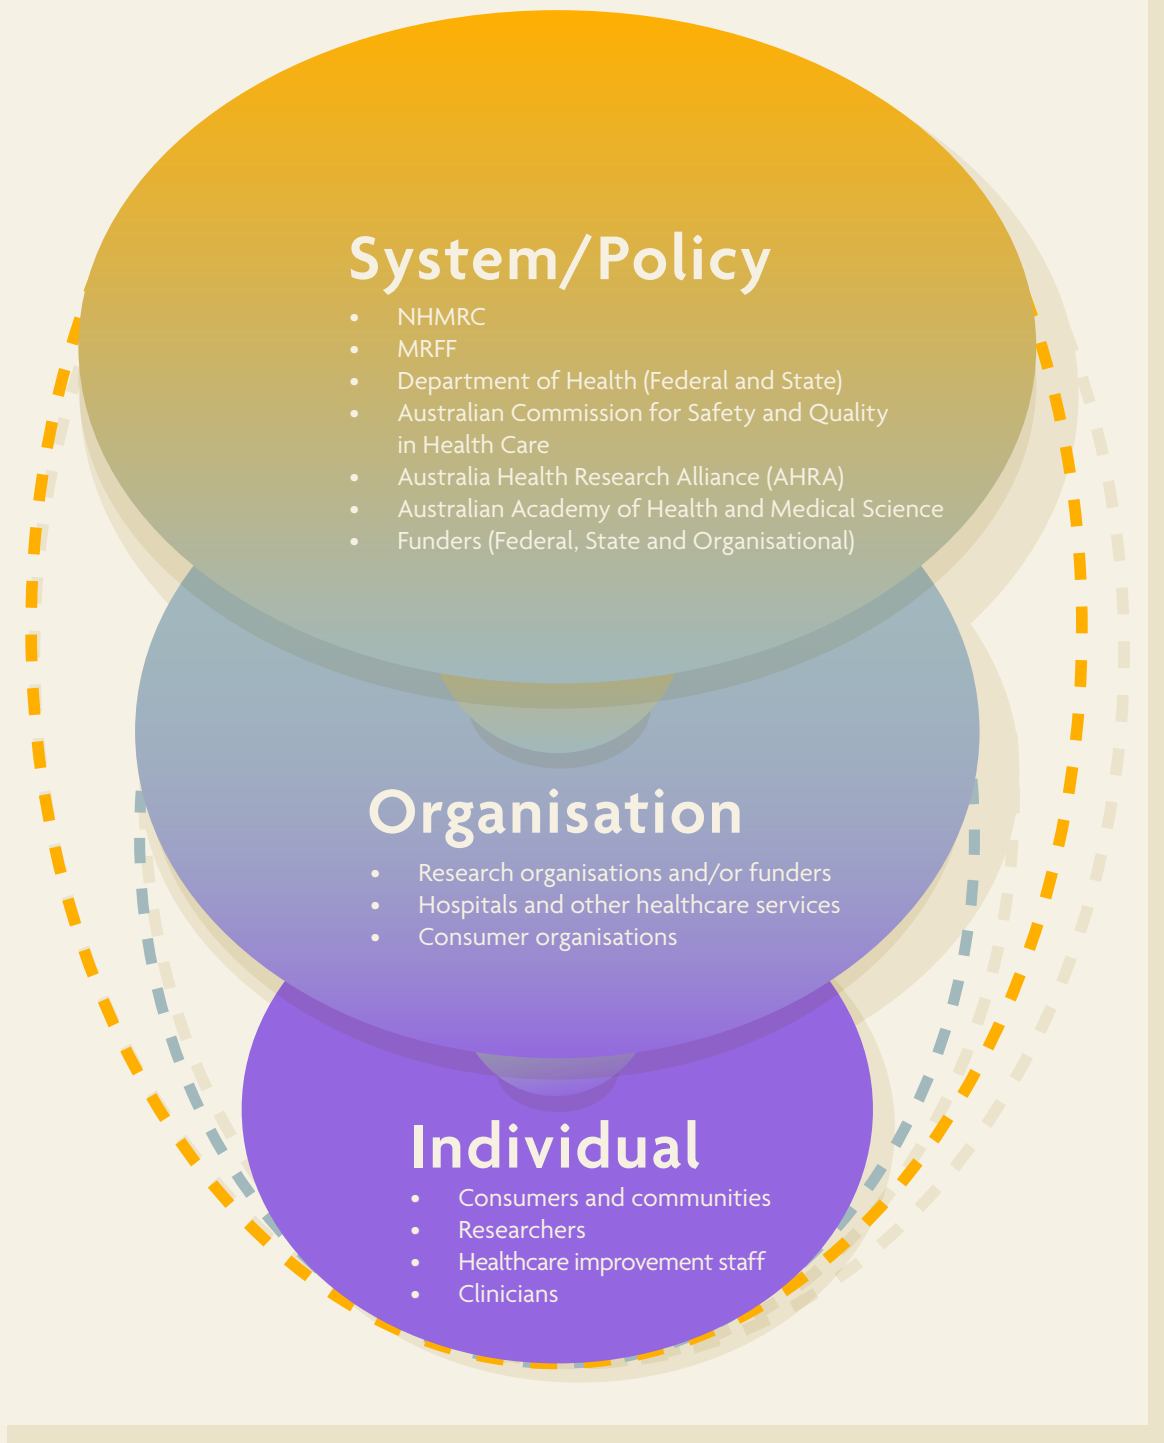 System/Policy
• NHMRC
• MRFF
• Department of Health (Federal and State)
• Australian Commission for Safety and Quality
in Health Care
• Australia Health Research Alliance (AHRA)
• Australian Academy of Health and Medical Science
• Funders (Federal, State and Organisational)
Organisation
• Research organisations and/or funders
• Hospitals and other healthcare services
• Consumer organisations
Individual
• Consumers and communities
• Researchers
• Healthcare improvement staff
• Clinicians